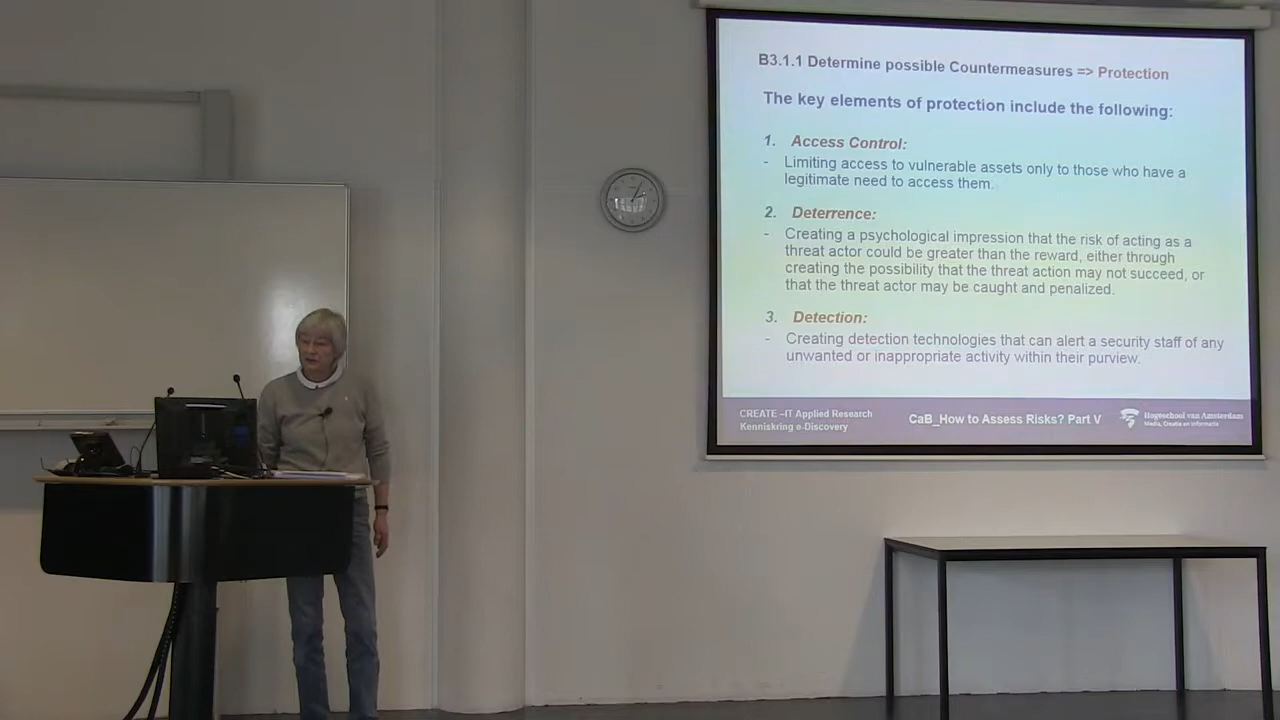 B3.1.1 Determine possible Countermeasures => Protection
The key elements of protection include the following:
1. Access Control:
- Limiting access to vulnerable assets only to those who have a
legitimate need to access them.
2. Deterrence:
- Creating a psychological impression that the risk of acting as a
threat actor could be greater than the reward, either through
creating the possibility that the threat action may not succeed, or
that the threat actor may be caught and penalized.
3. Detection:
- Creating detection technologies that can alert a security staff of any
unwanted or inappropriate activity within their purview.
CREATE –IT Applied Research
Kenniskring e-Discovery
CaB_How to Assess Risks? Part V
Hogeschool van Amsterdam
Media, Creatie en Informatie